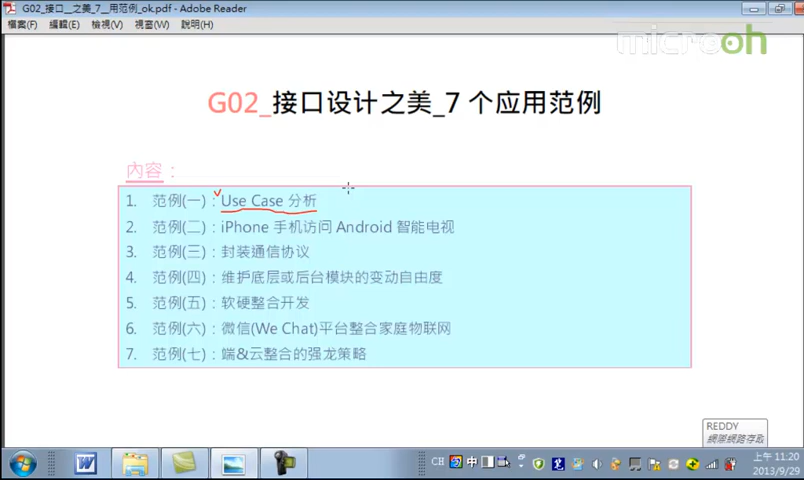 G02_接口__之美_7__用范例_ok.pdf - Adobe Reader
檔案(F) 編輯(E) 檢視(V) 視窗(W) 說明(H)
microoh
G02_接口设计之美_7 个应用范例
內容：
1. 范例(一)：Use Case 分析
2. 范例(二)：iPhone 手机访问 Android 智能电视
3. 范例(三)：封装通信协议
4. 范例(四)：维护底层或后台模块的变动自由度
5. 范例(五)：软硬整合开发
6. 范例(六)：微信(We Chat)平台整合家庭物联网
7. 范例(七)：端&云整合的强龙策略
REDDY
網際網路存取
CH 中 上午 11:20
2013/9/29